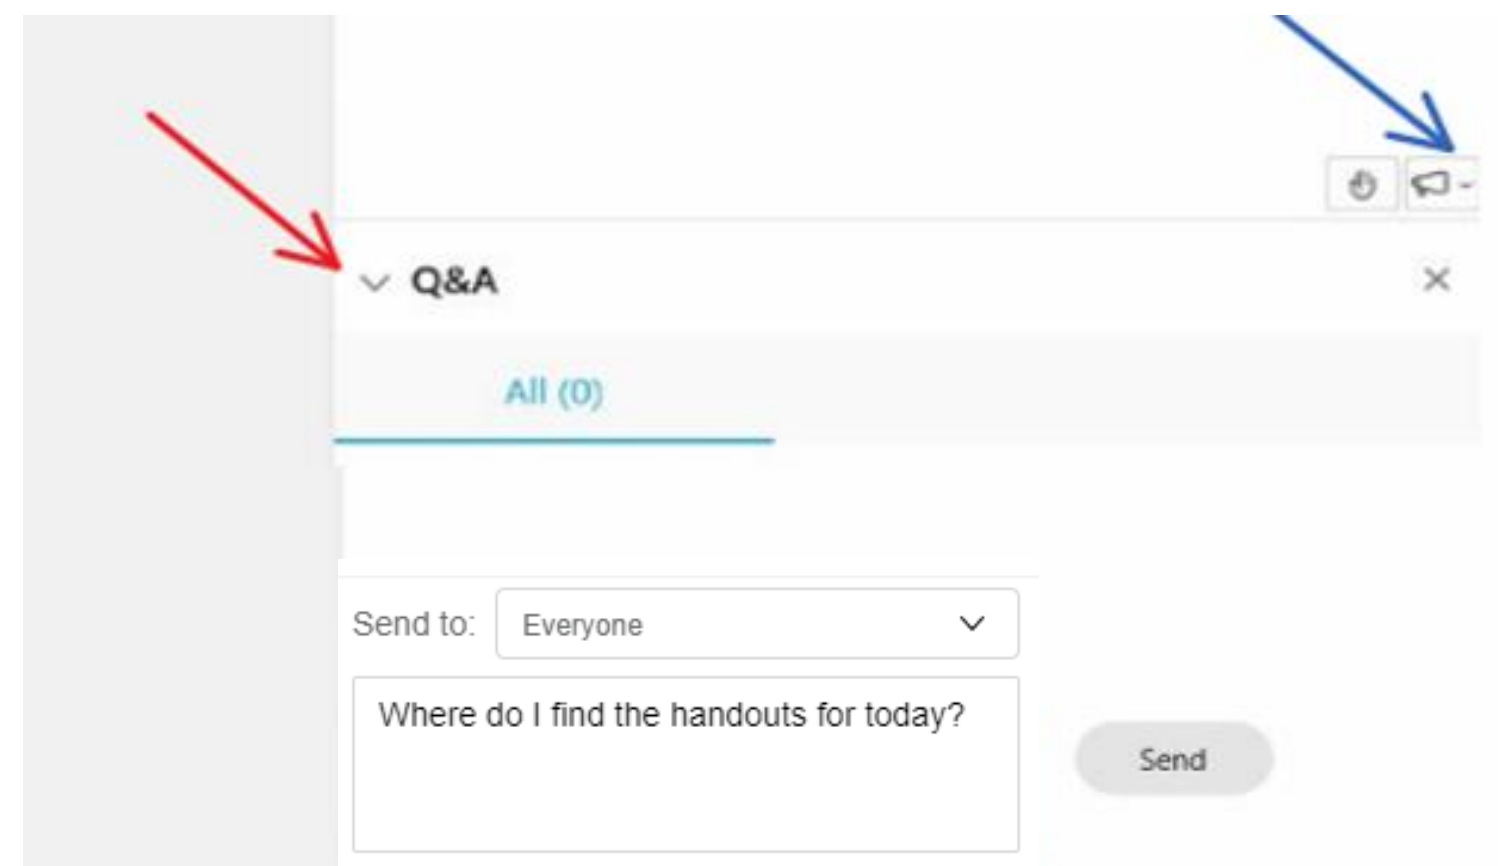 Q&A
All (0)
Send to: Everyone
Where do I find the handouts for today?
Send